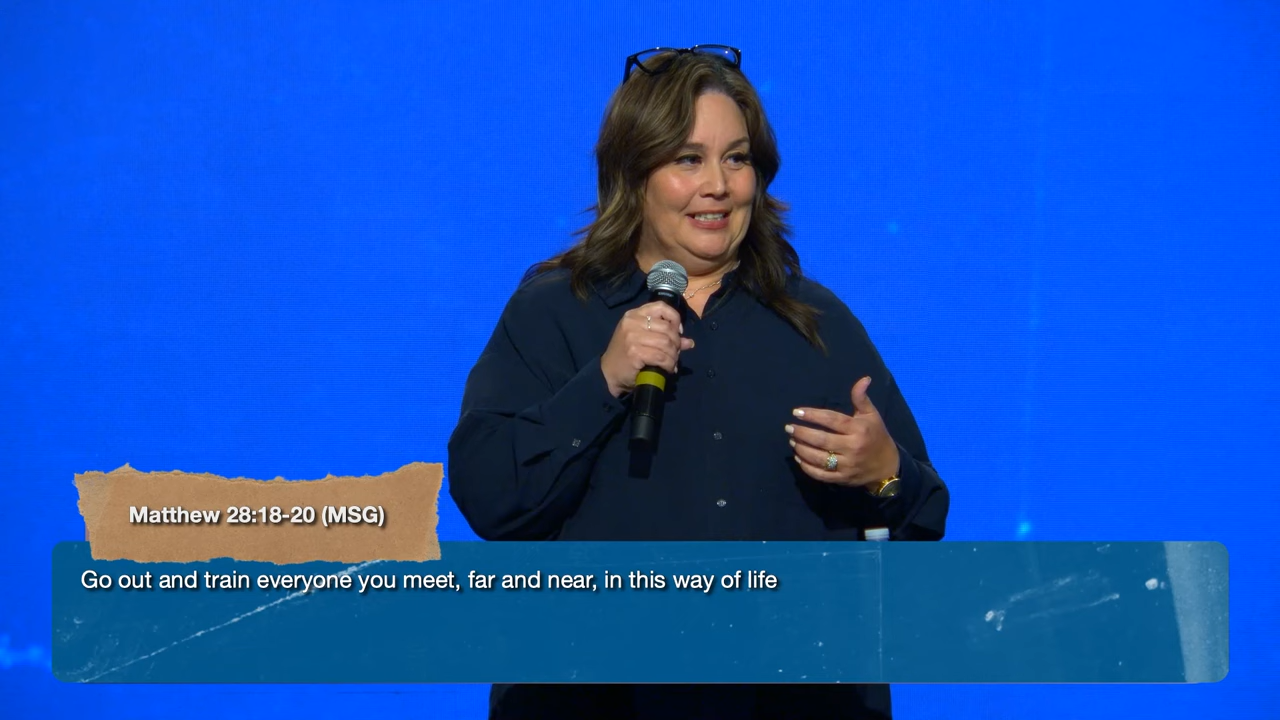 Matthew 28:18-20 (MSG)
Go out and train everyone you meet, far and near, in this way of life